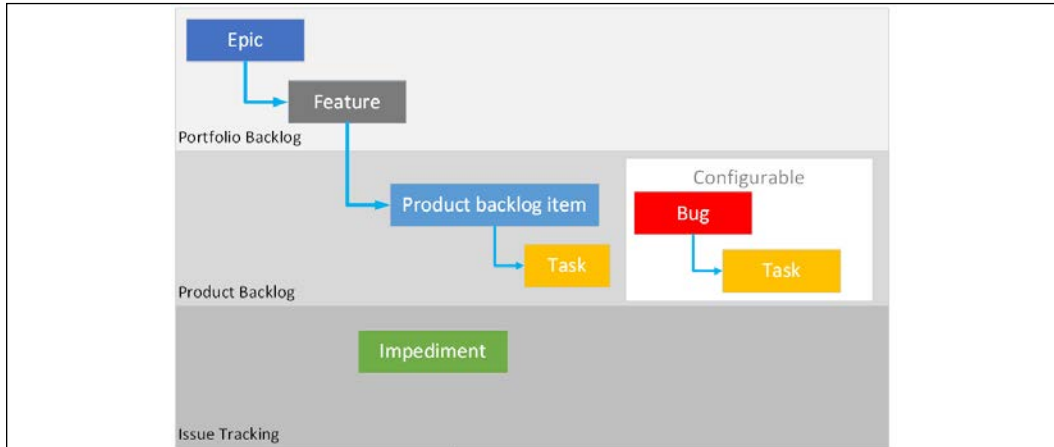 Epic
Feature
Portfolio Backlog
Configurable
Product backlog item
Bug
Task
Task
Product Backlog
Impediment
Issue Tracking